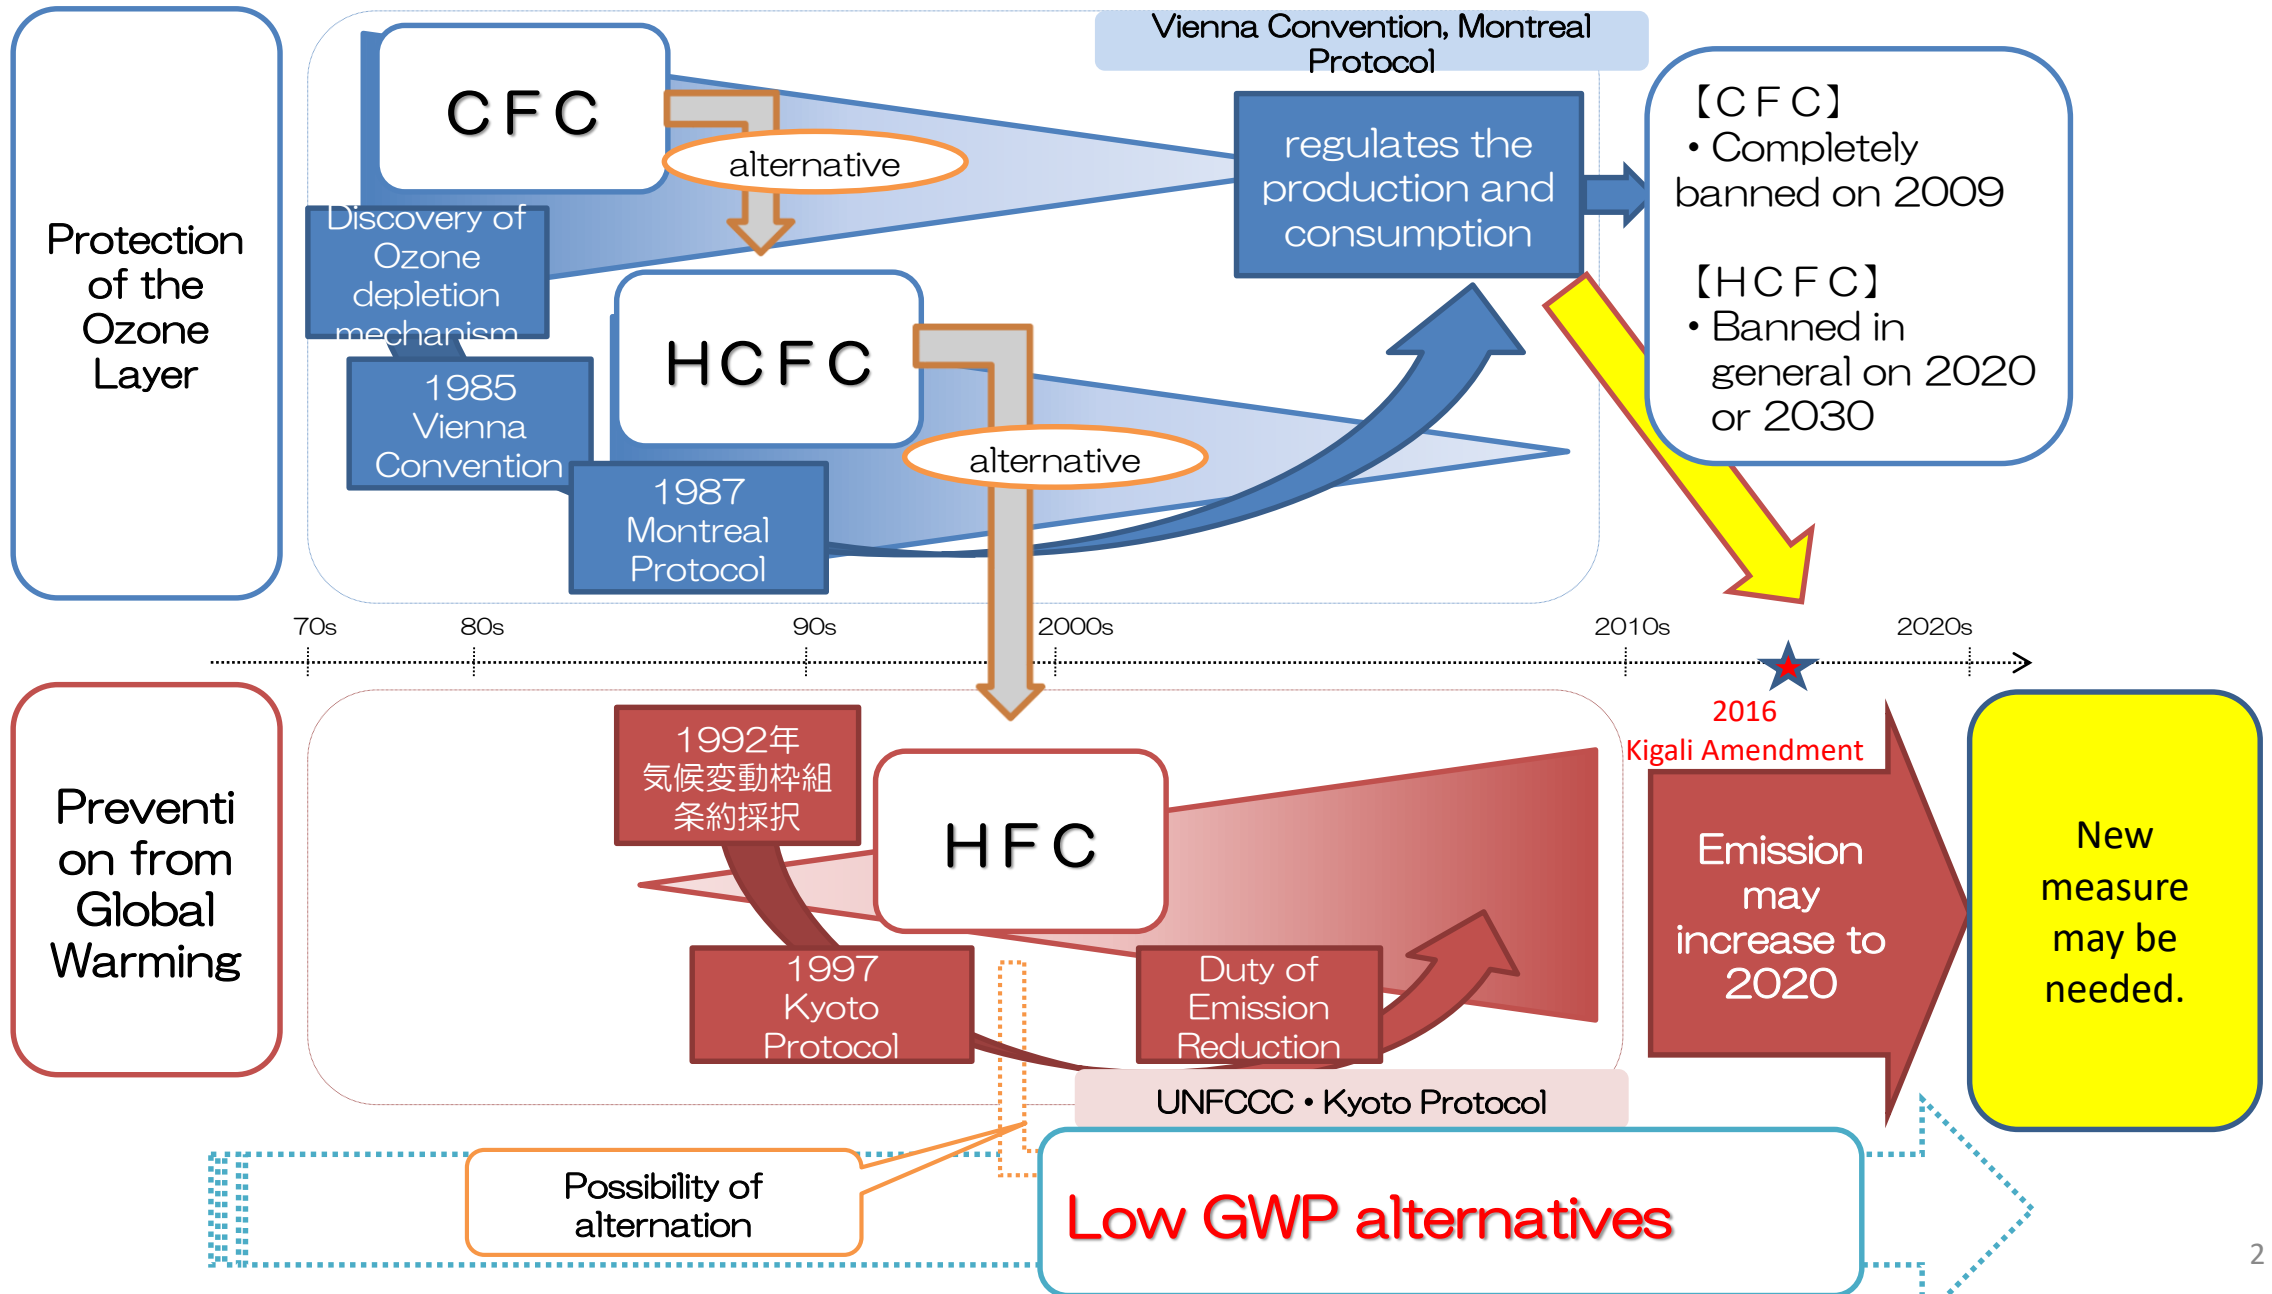 Vienna Convention, Montreal
Protocol
Protection
of the
Ozone
Layer
ＣＦＣ
alternative
Discovery of
Ozone
depletion
mechanism
1985
Vienna
Convention
ＨＣＦＣ
alternative
1987
Montreal
Protocol
regulates the
production and
consumption
【ＣＦＣ】
・Completely
banned on 2009
【ＨＣＦＣ】
・Banned in
general on 2020
or 2030
70s
80s
90s
2000s
2010s
2020s
2016
Kigali Amendment
Preventi
on from
Global
Warming
1992年
気候変動枠組
条約採択
ＨＦＣ
1997
Kyoto
Protocol
Duty of
Emission
Reduction
UNFCCC・Kyoto Protocol
Emission
may
increase to
2020
New
measure
may be
needed.
Possibility of
alternation
Low GWP alternatives
2